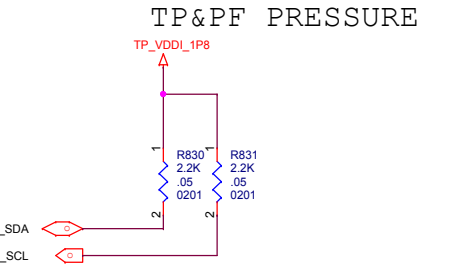 TP&PF PRESSURE
TP_VDDI_1P8
1
1
R830
2.2K
.05
0201
R831
2.2K
.05
0201
2
2
_SDA
_SCL